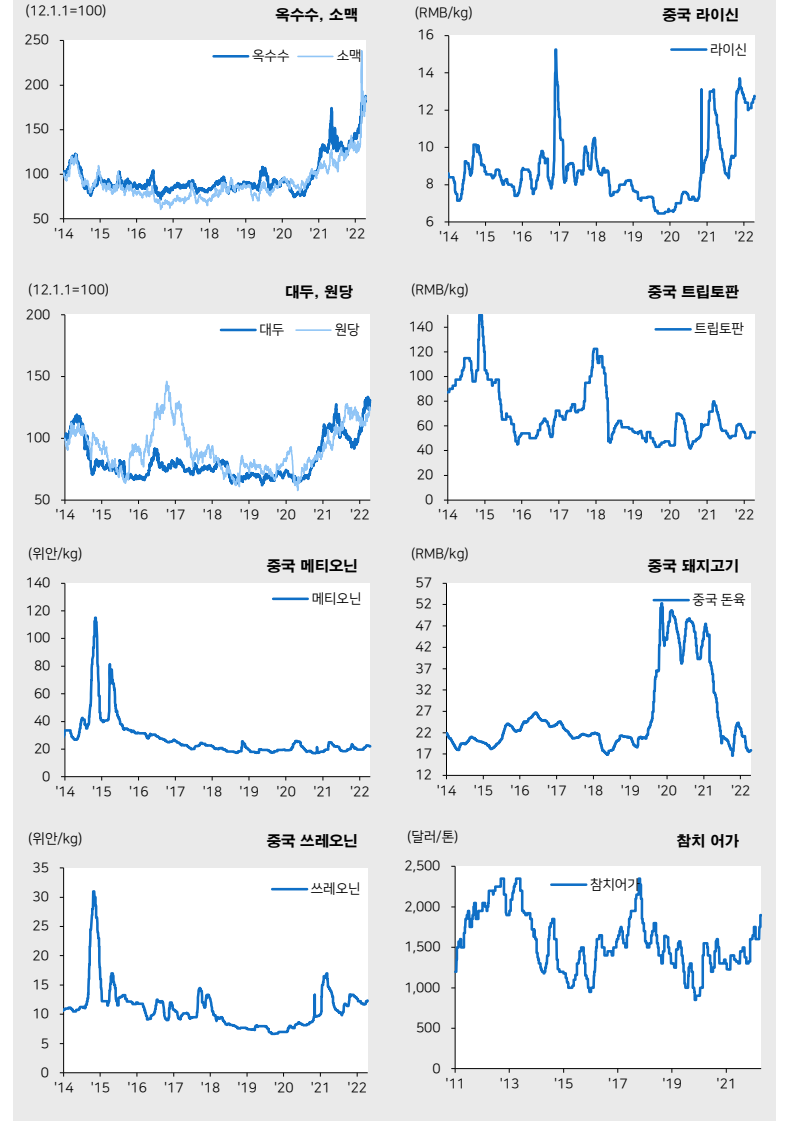 (12.1.1=100) 옥수수, 소맥
250
200
150
100
50
옥수수 소맥
'14 '15 '16 '17 '18 '19 '20 '21 '22
(RMB/kg) 중국 라이신
16
14
12
10
8
6
라이신
'14 '15 '16 '17 '18 '19 '20 '21 '22
(12.1.1=100) 대두, 원당
200
150
100
50
대두 원당
'14 '15 '16 '17 '18 '19 '20 '21 '22
(RMB/kg) 중국 트립토판
140
120
100
80
60
40
20
0
트립토판
'14 '15 '16 '17 '18 '19 '20 '21 '22
(위안/kg) 중국 메티오닌
140
120
100
80
60
40
20
0
메티오닌
'14 '15 '16 '17 '18 '19 '20 '21 '22
(RMB/kg) 중국 돼지고기
57
52
47
42
37
32
27
22
17
12
중국 돈육
'14 '15 '16 '17 '18 '19 '20 '21 '22
(위안/kg) 중국 쓰레오닌
35
30
25
20
15
10
5
0
쓰레오닌
'14 '15 '16 '17 '18 '19 '20 '21 '22
(달러/톤) 참치 어가
2,500
2,000
1,500
1,000
500
0
참치어가
'11 '13 '15 '17 '19 '21